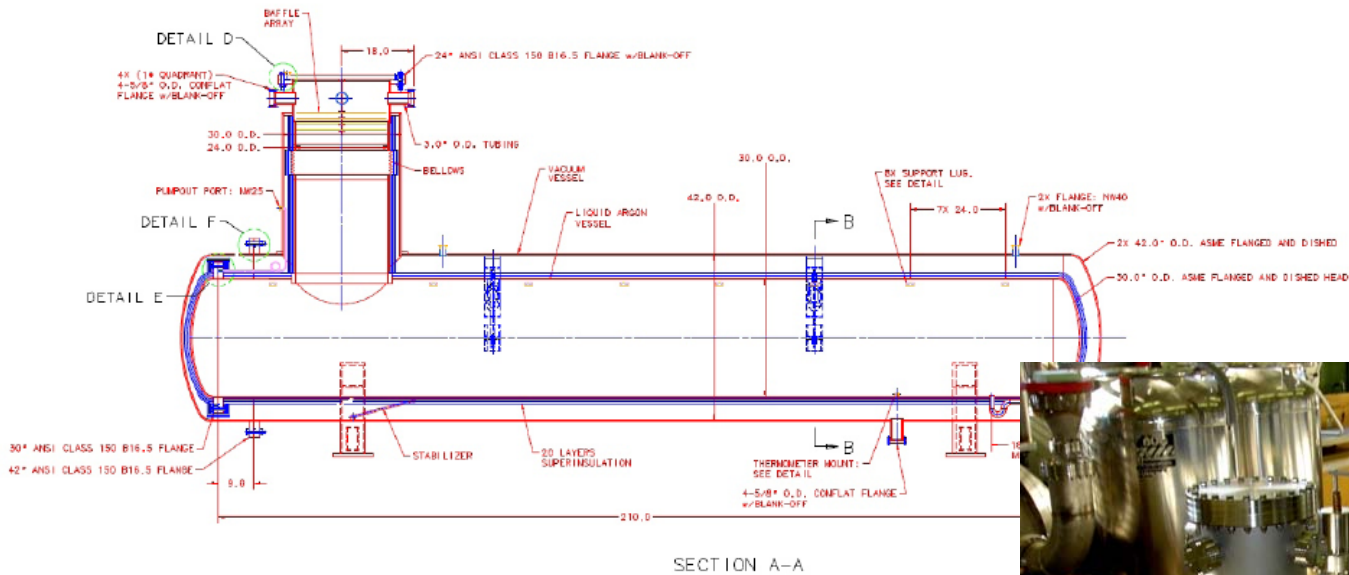 BAFFLE
ARRAY
DETAIL D
18.0
24" ANSI CLASS 150 B16.5 FLANGE w/BLANK-OFF
4X (1@ QUADRANT)
4-5/8" O.D. CONFLAT
FLANGE w/BLANK-OFF
30.0 O.D.
24.0 O.D.
3.0" O.D. TUBING
BELLOWS
VACUUM
VESSEL
30.0 O.D.
8X SUPPORT LUG.
SEE DETAIL
PUMPOUT PORT: NW25
42.0 O.D.
B
7X 24.0
2X FLANGE: NW40
w/BLANK-OFF
DETAIL F
LIQUID ARGON
VESSEL
2X 42.0" O.D. ASME FLANGED AND DISHED
30.0" O.D. ASME FLANGED AND DISHED HEAD
DETAIL E
30" ANSI CLASS 150 B16.5 FLANGE
42" ANSI CLASS 150 B16.5 FLANGE
STABILIZER
20 LAYERS
SUPERINSULATION
B
THERMOMETER MOUNT:
SEE DETAIL
4-5/8" O.D. CONFLAT FLANGE
w/BLANK-OFF
9.0
210.0
SECTION A-A